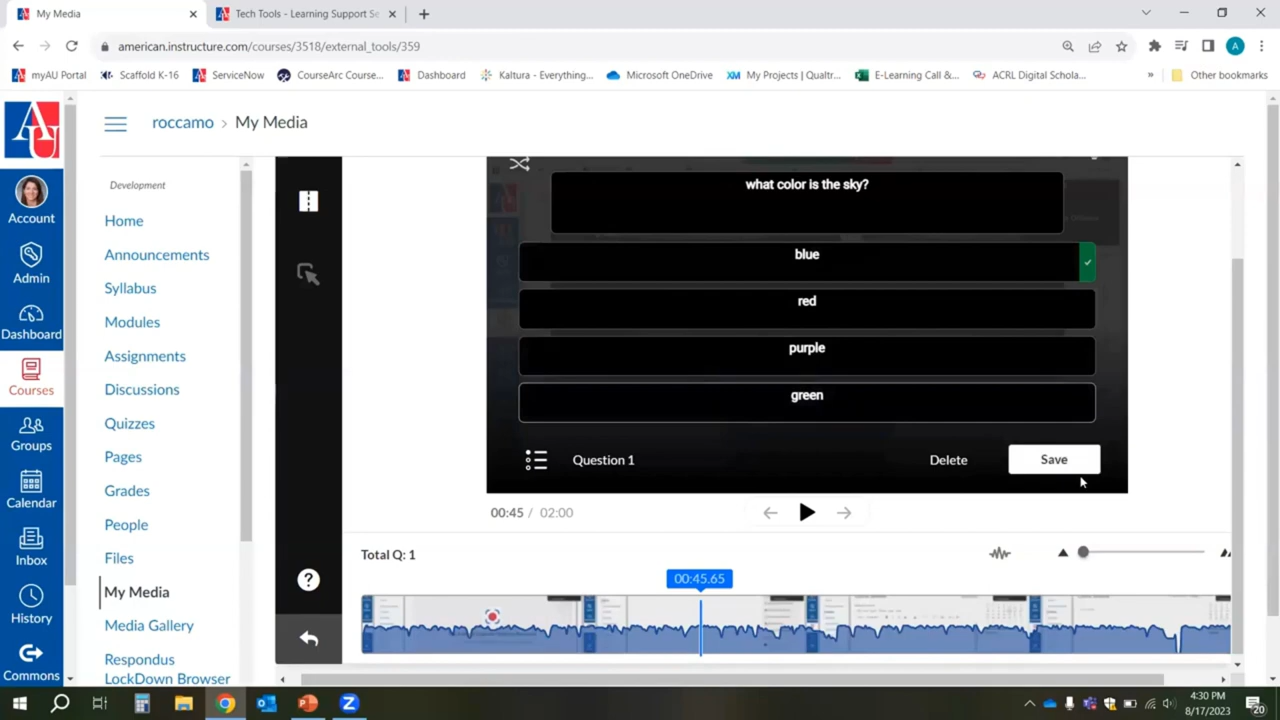 My Media
Tech Tools - Learning Support Se
american.instructure.com/courses/3518/external_tools/359
A
myAU Portal
Scaffold K-16
ServiceNow
CourseArc Course...
Dashboard
Kaltura - Everything...
Microsoft OneDrive
XM My Projects (Qualtr...
E-Learning Call &...
ACRL Digital Schola...
»
Other bookmarks
AU
Account
Admin
Dashboard
Courses
Groups
Calendar
Inbox
History
Commons
roccamo > My Media
Development
Home
Announcements
Syllabus
Modules
Assignments
Discussions
Quizzes
Pages
Grades
People
Files
My Media
Media Gallery
Respondus
LockDown Browser
what color is the sky?
blue
red
purple
green
Question 1
Delete
Save
00:45 / 02:00
?
Total Q: 1
00:45.65
4:30 PM
8/17/2023
20